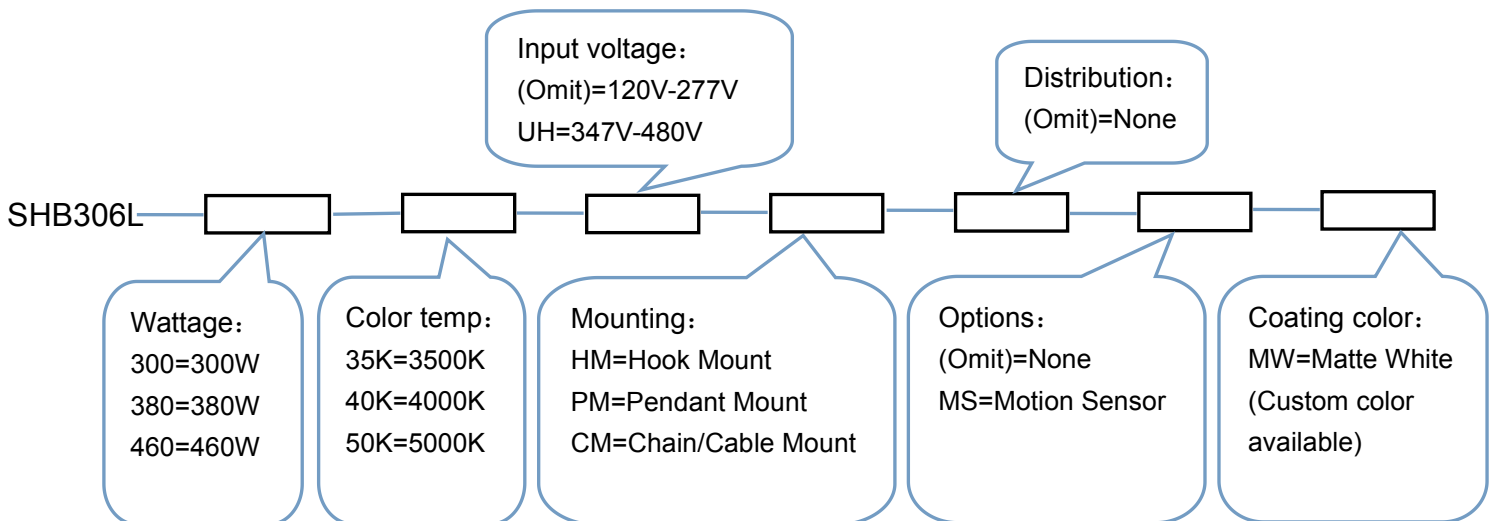 Input voltage：
(Omit)=120V-277V
UH=347V-480V
Distribution：
(Omit)=None
SHB306L
Wattage：
300=300W
380=380W
460=460W
Color temp：
35K=3500K
40K=4000K
50K=5000K
Mounting：
HM=Hook Mount
PM=Pendant Mount
CM=Chain/Cable Mount
Options：
(Omit)=None
MS=Motion Sensor
Coating color：
MW=Matte White
(Custom color
available)